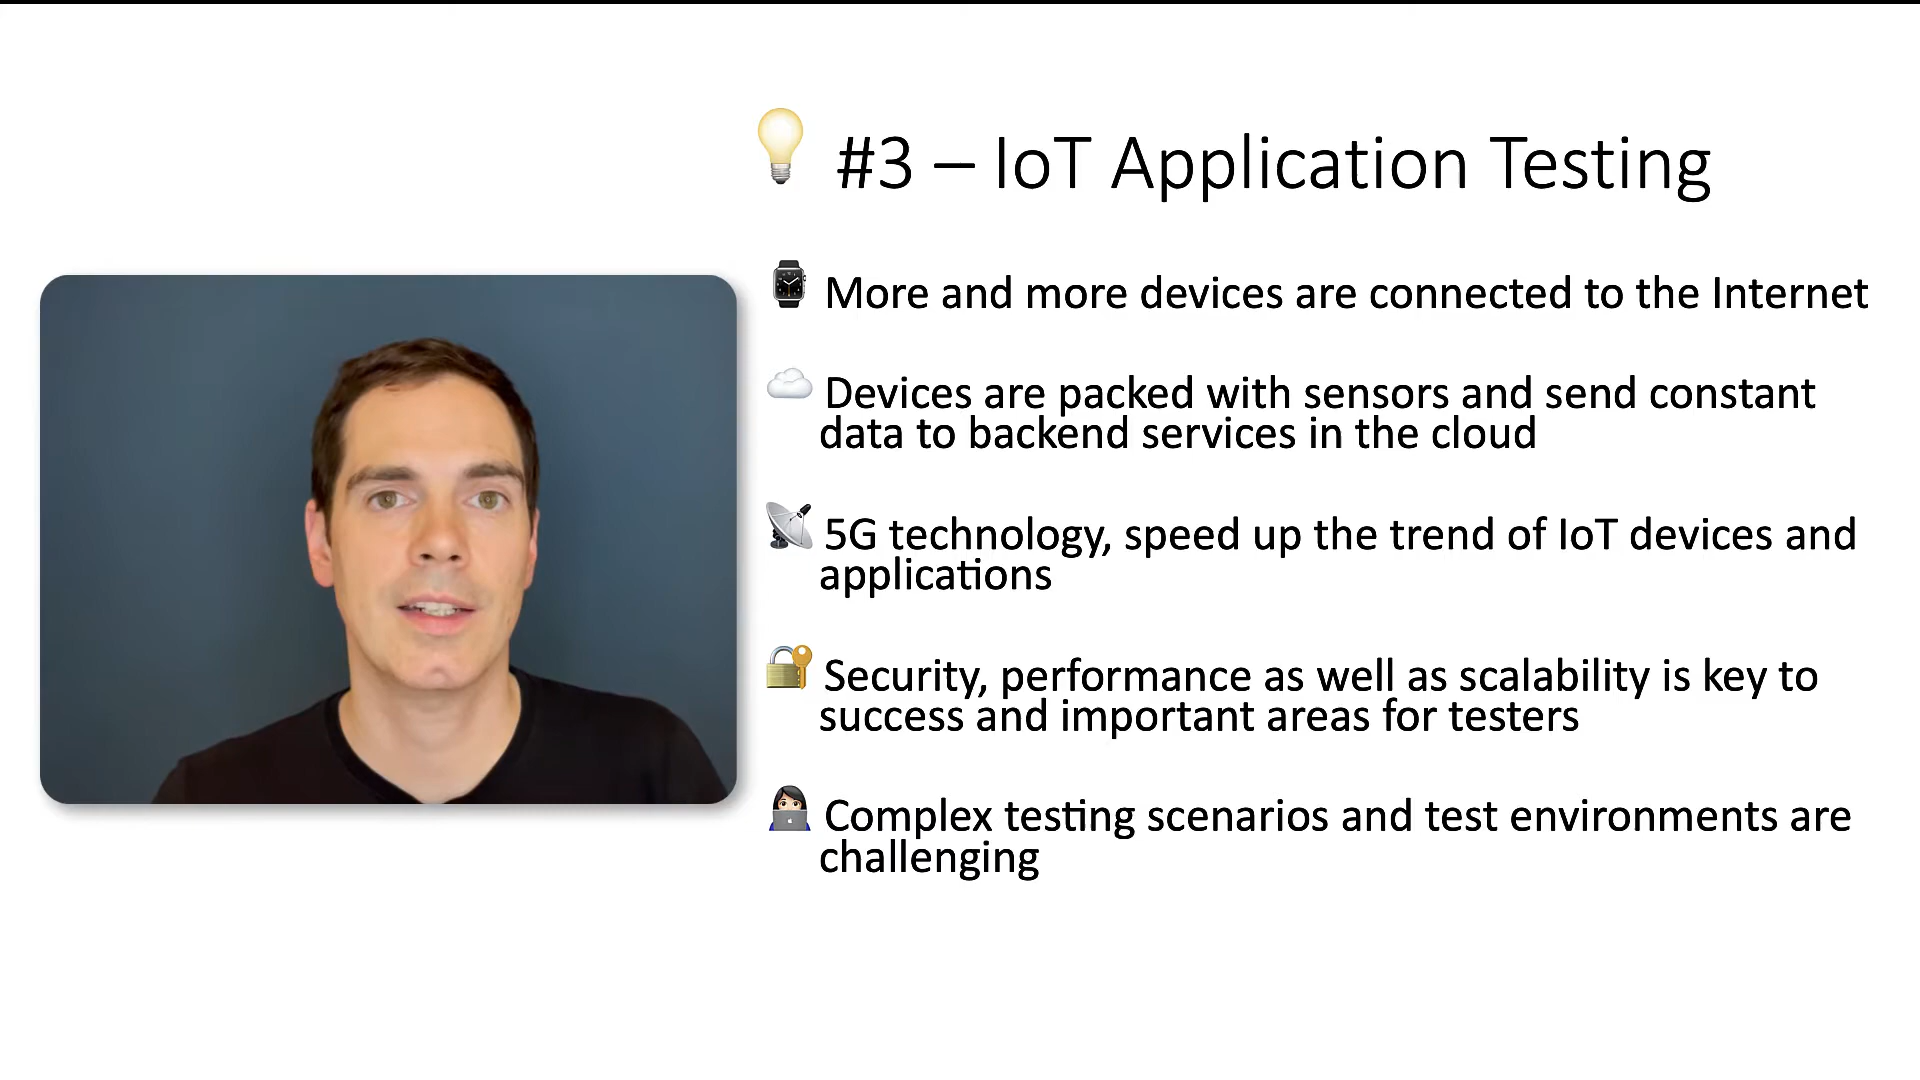 #3 – IoT Application Testing
More and more devices are connected to the Internet
Devices are packed with sensors and send constant
data to backend services in the cloud
5G technology, speed up the trend of IoT devices and
applications
Security, performance as well as scalability is key to
success and important areas for testers
Complex testing scenarios and test environments are
challenging